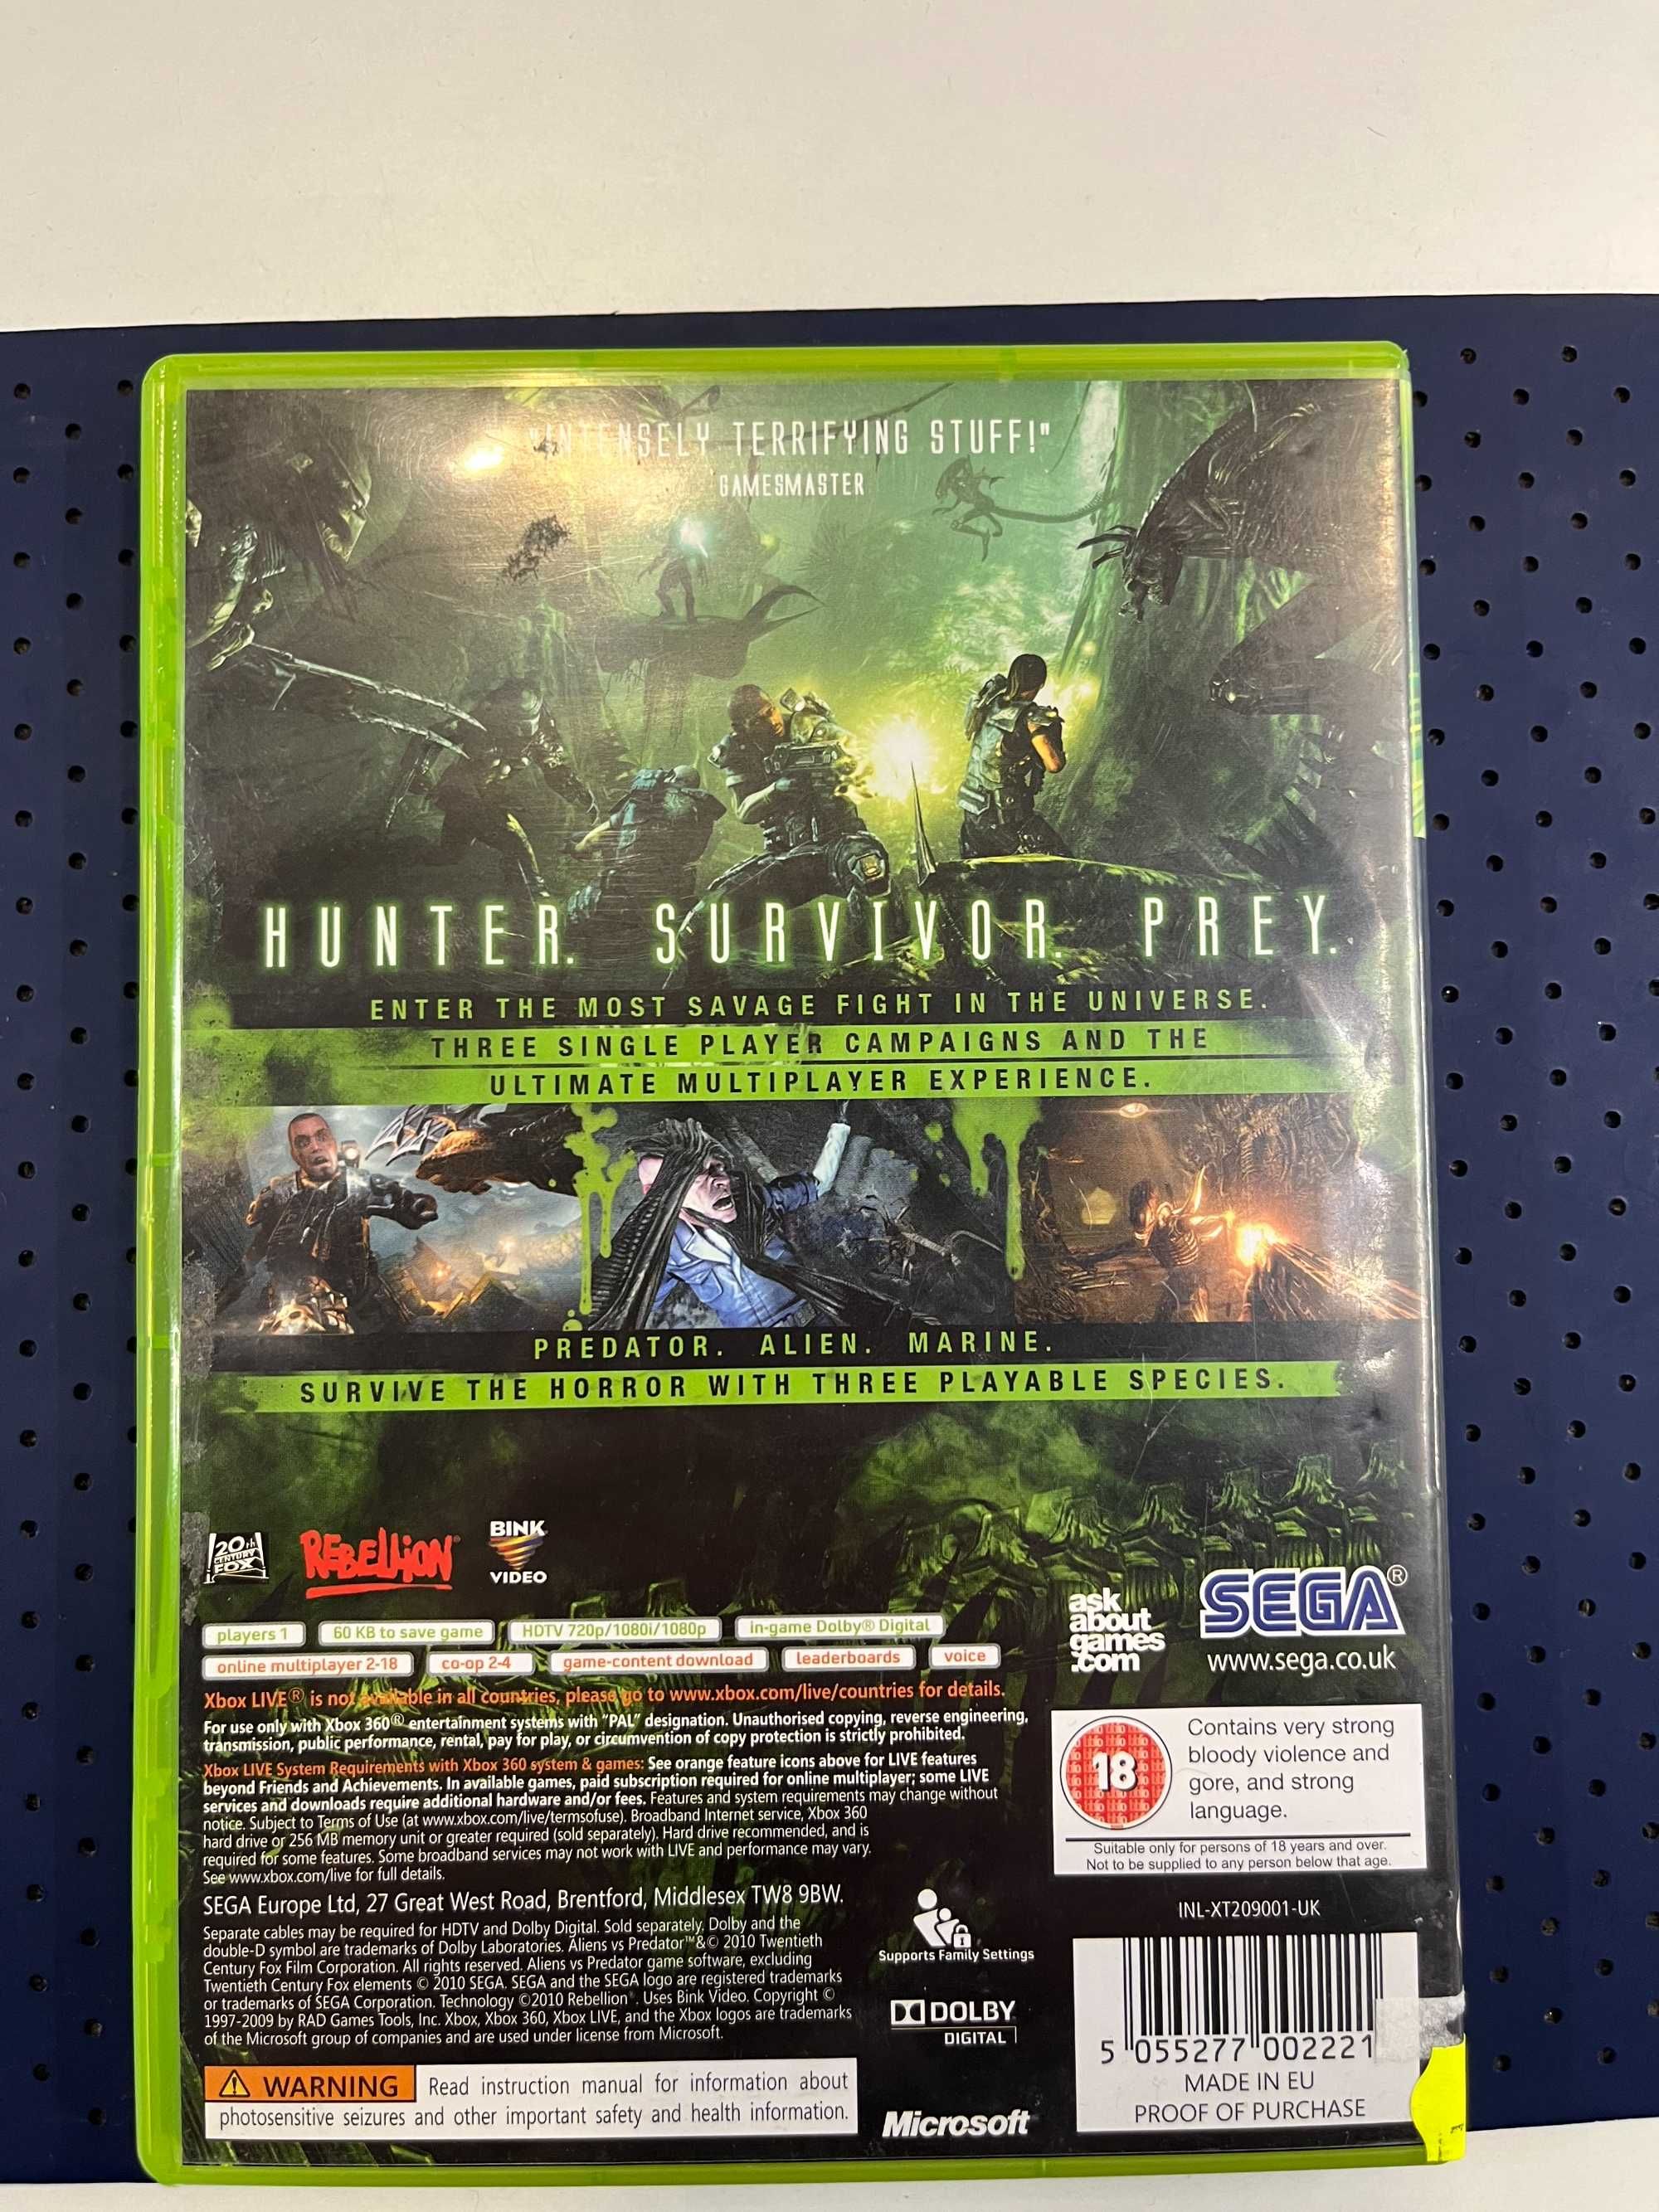 "INTENSELY TERRIFYING STUFF!"
GAMESMASTER
HUNTER. SURVIVOR. PREY.
ENTER THE MOST SAVAGE FIGHT IN THE UNIVERSE.
THREE SINGLE PLAYER CAMPAIGNS AND THE
ULTIMATE MULTIPLAYER EXPERIENCE.
PREDATOR. ALIEN. MARINE.
SURVIVE THE HORROR WITH THREE PLAYABLE SPECIES.
20th
CENTURY
FOX
REBELLION
BINK
VIDEO
players 1
60 KB to save game
HDTV 720p/1080i/1080p
in-game Dolby® Digital
online multiplayer 2-18
co-op 2-4
game-content download
leaderboards
voice
ask
about
games
.com
SEGA®
www.sega.co.uk
Xbox LIVE® is not available in all countries, please go to www.xbox.com/live/countries for details.
For use only with Xbox 360® entertainment systems with "PAL" designation. Unauthorised copying, reverse engineering,
transmission, public performance, rental, pay for play, or circumvention of copy protection is strictly prohibited.
Xbox LIVE System Requirements with Xbox 360 system & games: See orange feature icons above for LIVE features
beyond Friends and Achievements. In available games, paid subscription required for online multiplayer; some LIVE
services and downloads require additional hardware and/or fees. Features and system requirements may change without
notice. Subject to Terms of Use (at www.xbox.com/live/termsofuse). Broadband Internet service, Xbox 360
hard drive or 256 MB memory unit or greater required (sold separately). Hard drive recommended, and is
required for some features. Some broadband services may not work with LIVE and performance may vary.
See www.xbox.com/live for full details.
SEGA Europe Ltd, 27 Great West Road, Brentford, Middlesex TW8 9BW.
Separate cables may be required for HDTV and Dolby Digital. Sold separately. Dolby and the
double-D symbol are trademarks of Dolby Laboratories. Aliens vs Predator™&© 2010 Twentieth
Century Fox Film Corporation. All rights reserved. Aliens vs Predator game software, excluding
Twentieth Century Fox elements © 2010 SEGA. SEGA and the SEGA logo are registered trademarks
or trademarks of SEGA Corporation. Technology ©2010 Rebellion®. Uses Bink Video. Copyright ©
1997-2009 by RAD Games Tools, Inc. Xbox, Xbox 360, Xbox LIVE, and the Xbox logos are trademarks
of the Microsoft group of companies and are used under license from Microsoft.
WARNING Read instruction manual for information about
photosensitive seizures and other important safety and health information.
Supports Family Settings
DOLBY
DIGITAL
Microsoft
18
Contains very strong
bloody violence and
gore, and strong
language.
Suitable only for persons of 18 years and over.
Not to be supplied to any person below that age.
INL-XT209001-UK
5 055277 002221
MADE IN EU
PROOF OF PURCHASE